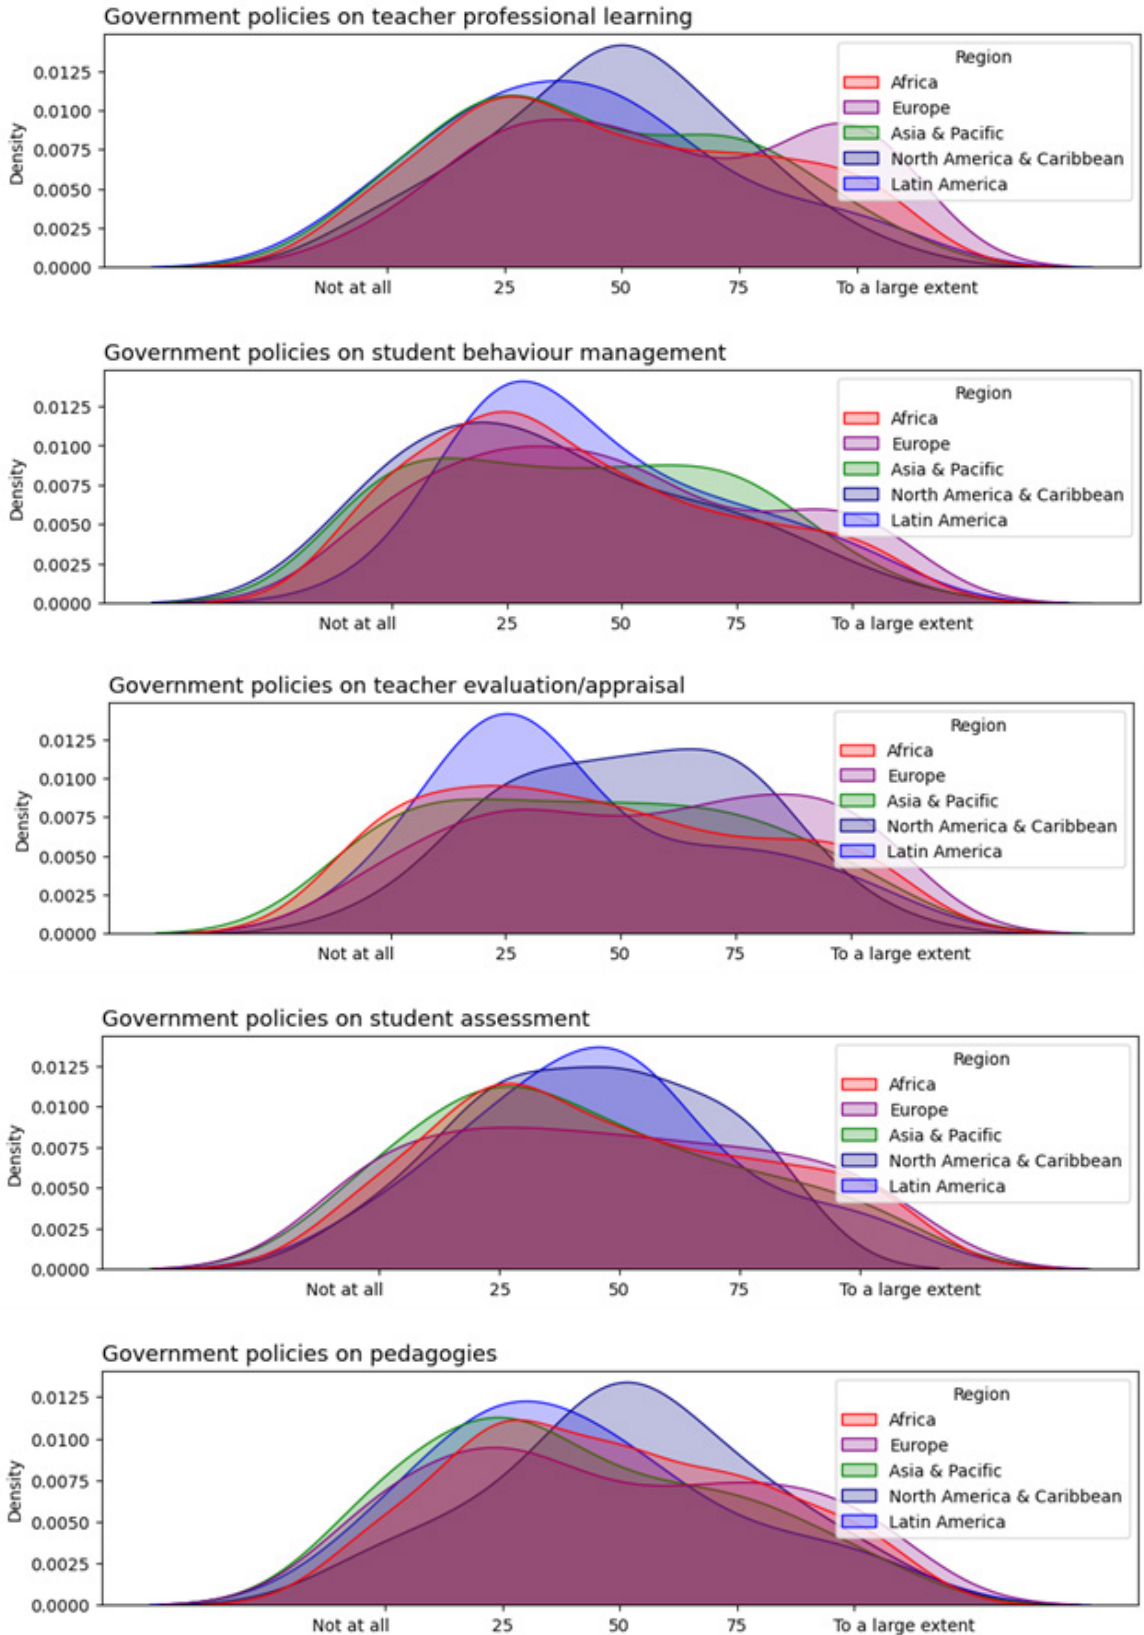 Government policies on teacher professional learning
Density
0.0125
0.0100
0.0075
0.0050
0.0025
0.0000
Region
Africa
Europe
Asia & Pacific
North America & Caribbean
Latin America
Not at all 25 50 75 To a large extent
Government policies on student behaviour management
Density
0.0125
0.0100
0.0075
0.0050
0.0025
0.0000
Region
Africa
Europe
Asia & Pacific
North America & Caribbean
Latin America
Not at all 25 50 75 To a large extent
Government policies on teacher evaluation/appraisal
Density
0.0125
0.0100
0.0075
0.0050
0.0025
0.0000
Region
Africa
Europe
Asia & Pacific
North America & Caribbean
Latin America
Not at all 25 50 75 To a large extent
Government policies on student assessment
Density
0.0125
0.0100
0.0075
0.0050
0.0025
0.0000
Region
Africa
Europe
Asia & Pacific
North America & Caribbean
Latin America
Not at all 25 50 75 To a large extent
Government policies on pedagogies
Density
0.0125
0.0100
0.0075
0.0050
0.0025
0.0000
Region
Africa
Europe
Asia & Pacific
North America & Caribbean
Latin America
Not at all 25 50 75 To a large extent